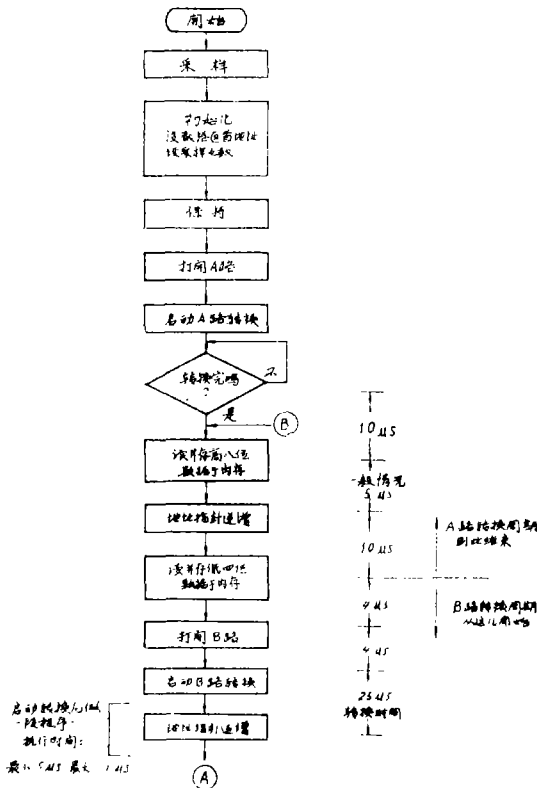 开始
采样
初始化
设数据口首地址
设采样点数
保持
打开A路
启动A路转换
转换完吗
?
不
是
B
读并存高八位
数据于内存
地址指针递增
读并存低四位
数据于内存
打开B路
启动B路转换
地址指针递增
A
10 μS
一般情况
5 μS
10 μS
4 μS
4 μS
25 μS
转换时间
A路转换周期
到此结束
B路转换周期
从这儿开始
启动转换
一段程序
执行时间:
最小 5 μS 最大 μS